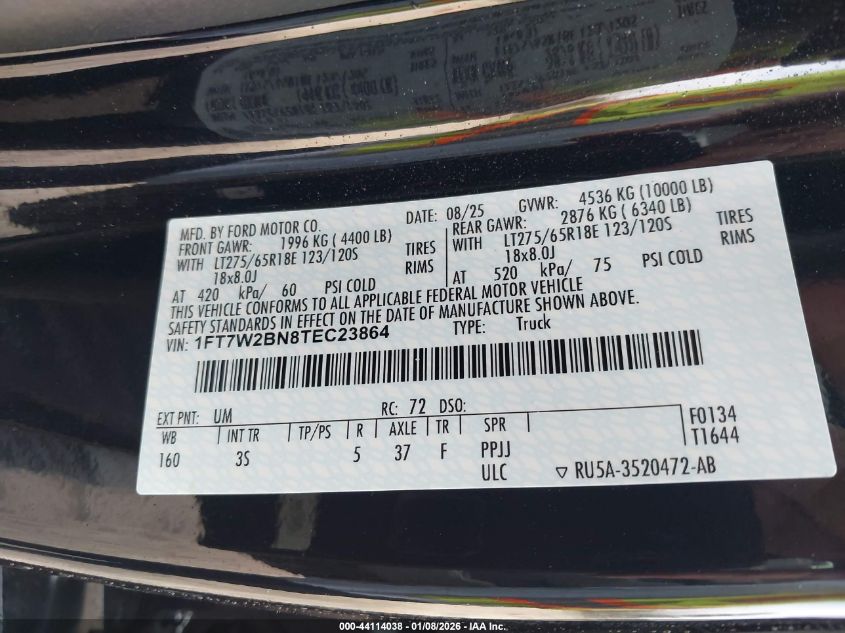 MFD. BY FORD MOTOR CO.
DATE: 08/25 GVWR: 4536 KG (10000 LB)
FRONT GAWR: 1996 KG ( 4400 LB) REAR GAWR: 2876 KG ( 6340 LB)
WITH LT275/65R18E 123/120S TIRES WITH LT275/65R18E 123/120S TIRES
18x8.0J RIMS 18x8.0J RIMS
AT 420 kPa/ 60 PSI COLD AT 520 kPa/ 75 PSI COLD
THIS VEHICLE CONFORMS TO ALL APPLICABLE FEDERAL MOTOR VEHICLE
SAFETY STANDARDS IN EFFECT ON THE DATE OF MANUFACTURE SHOWN ABOVE.
VIN: 1FT7W2BN8TEC23864 TYPE: Truck
EXT PNT: UM RC: 72 DSO:
WB INT TR TP/PS R AXLE TR SPR F0134
160 3S 5 37 F PPJJ T1644
ULC ▽ RU5A-3520472-AB
000-44114038 - 01/08/2026 - IAA Inc.